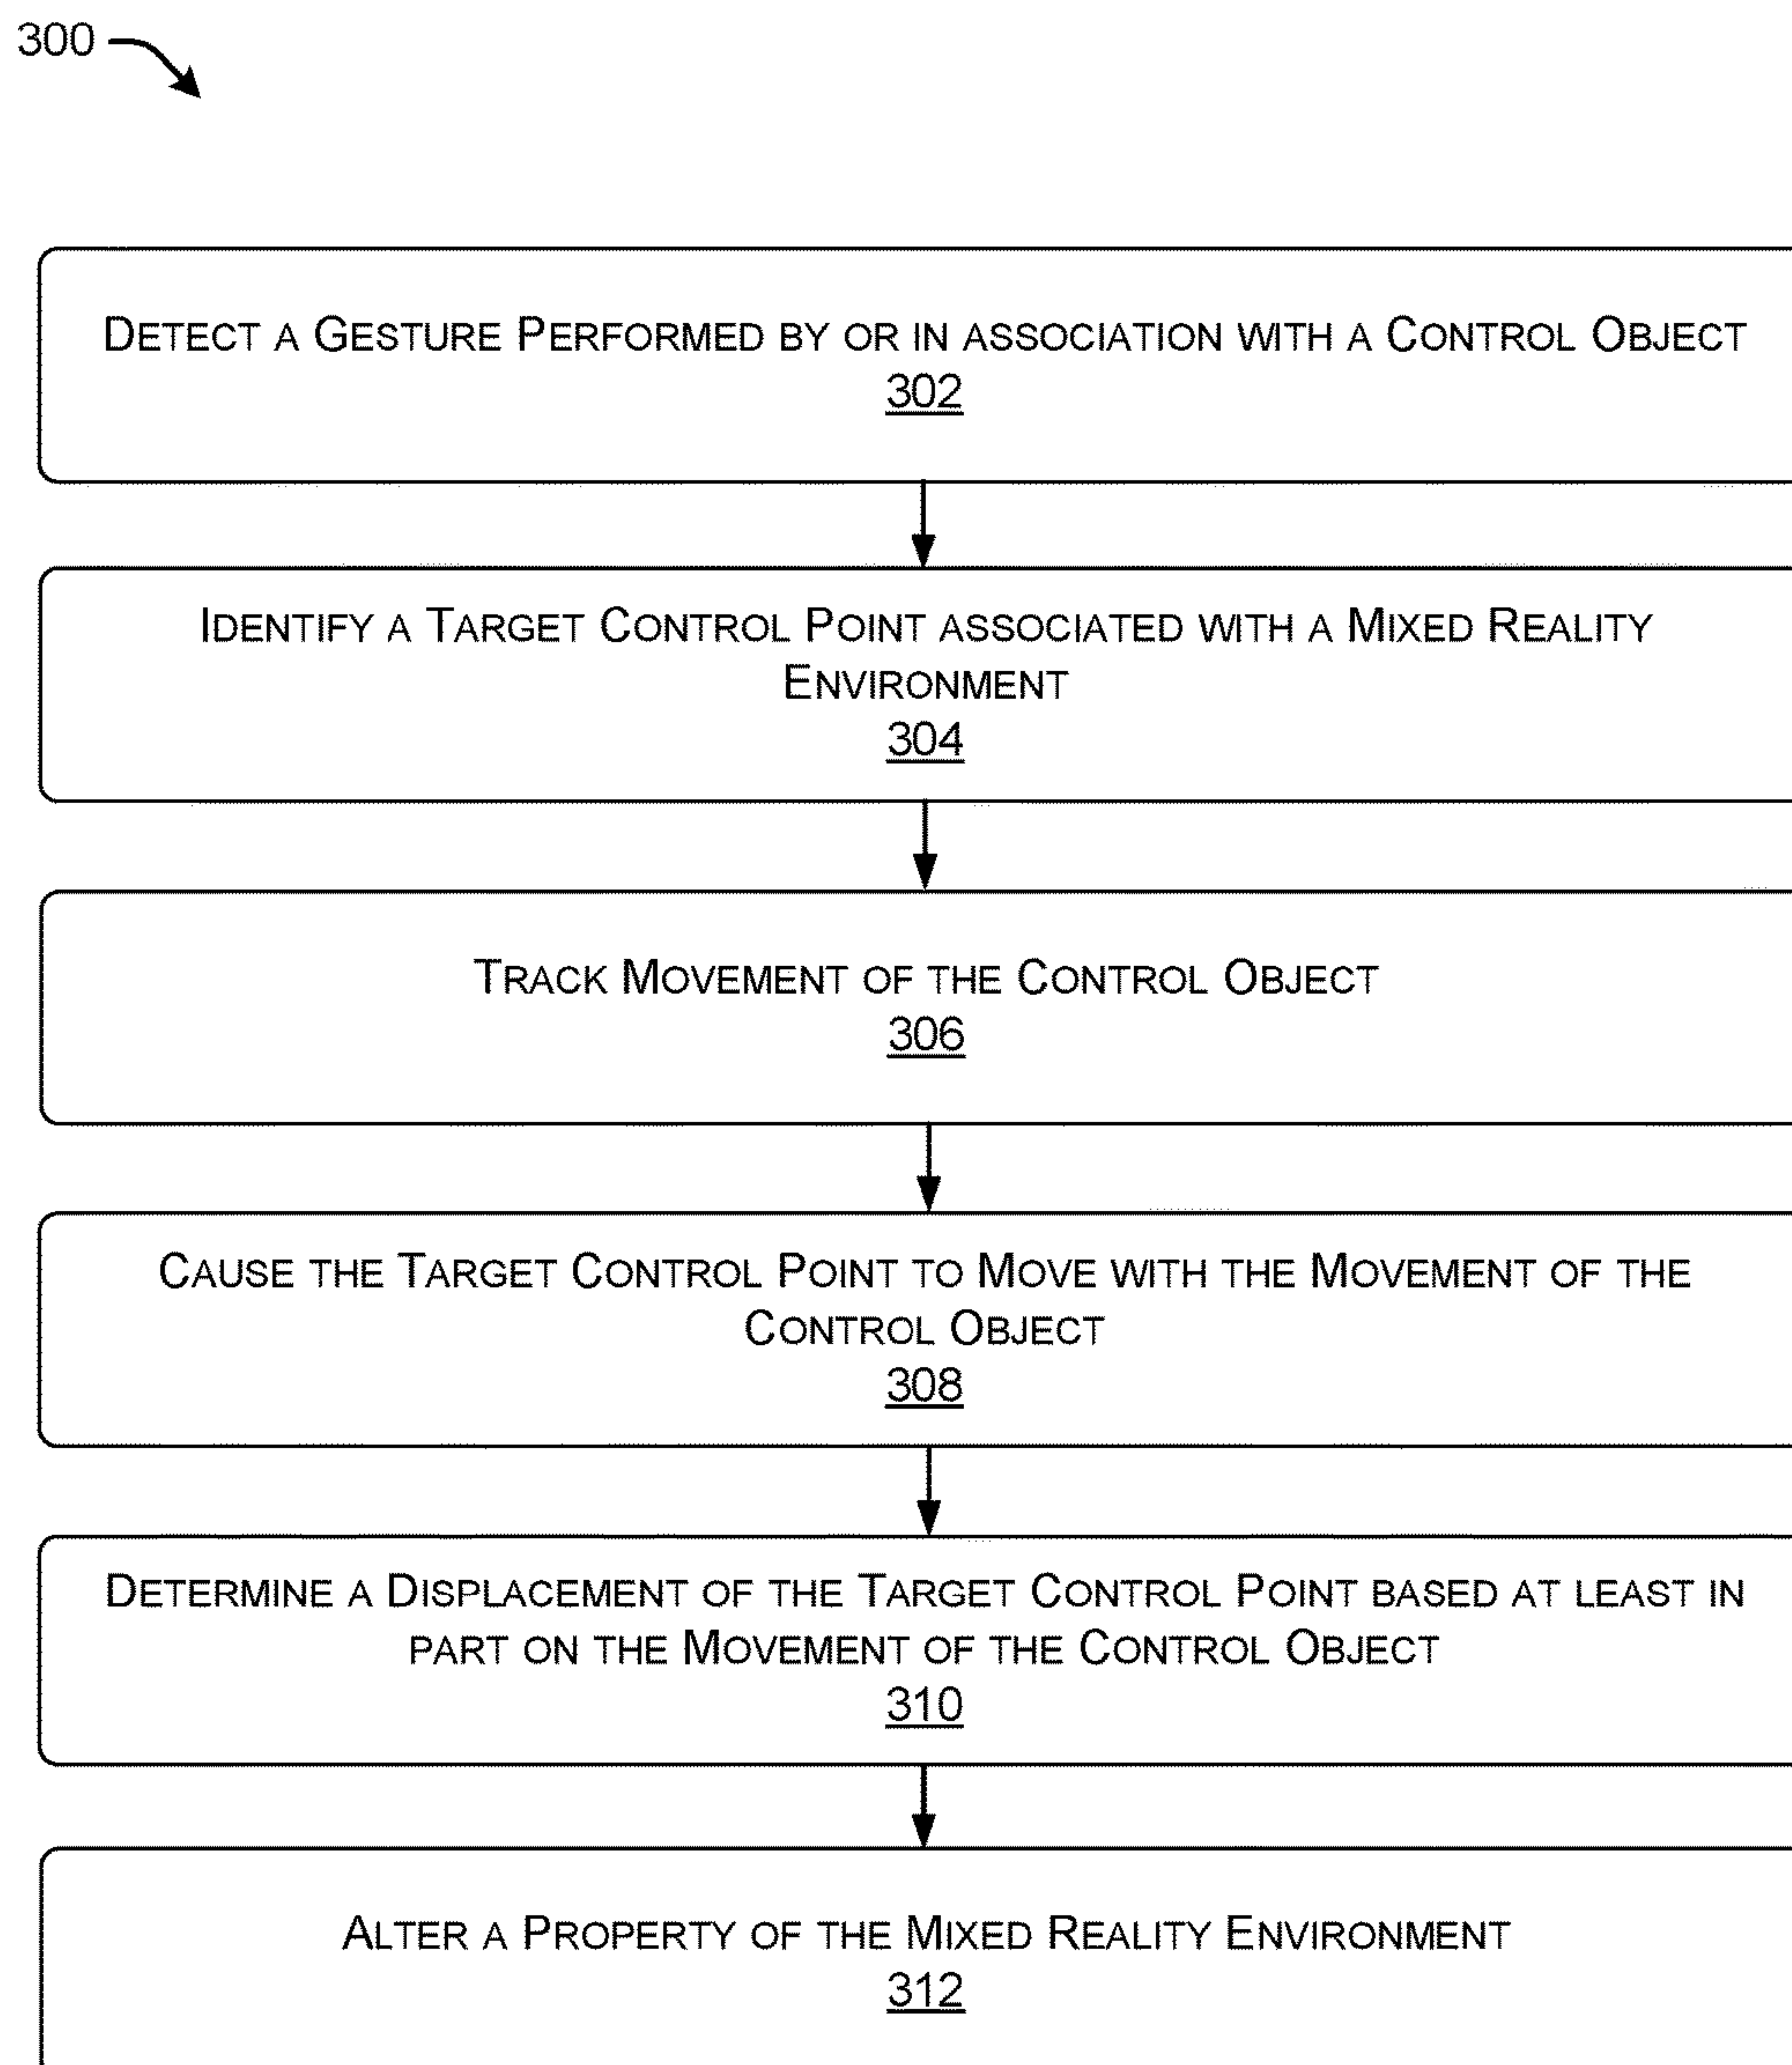 300
Detect a Gesture Performed by or in association with a Control Object
302
Identify a Target Control Point associated with a Mixed Reality
Environment
304
Track Movement of the Control Object
306
Cause the Target Control Point to Move with the Movement of the
Control Object
308
Determine a Displacement of the Target Control Point based at least in
part on the Movement of the Control Object
310
Alter a Property of the Mixed Reality Environment
312